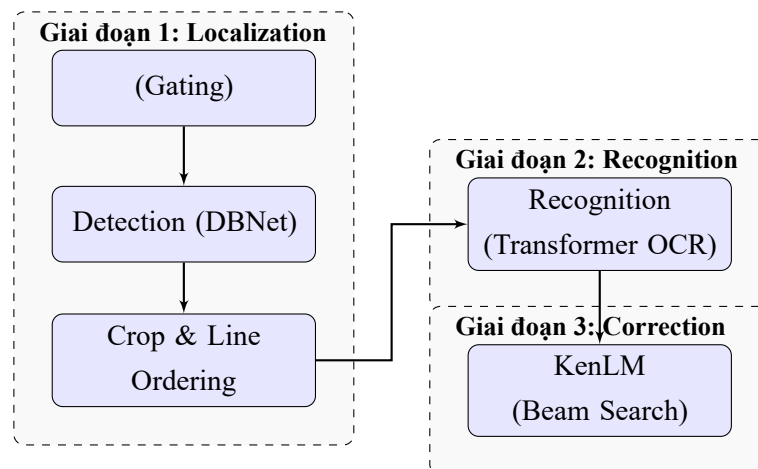 Giai đoạn 1: Localization
(Gating)
Detection (DBNet)
Crop & Line
Ordering
Giai đoạn 2: Recognition
Recognition
(Transformer OCR)
Giai đoạn 3: Correction
KenLM
(Beam Search)